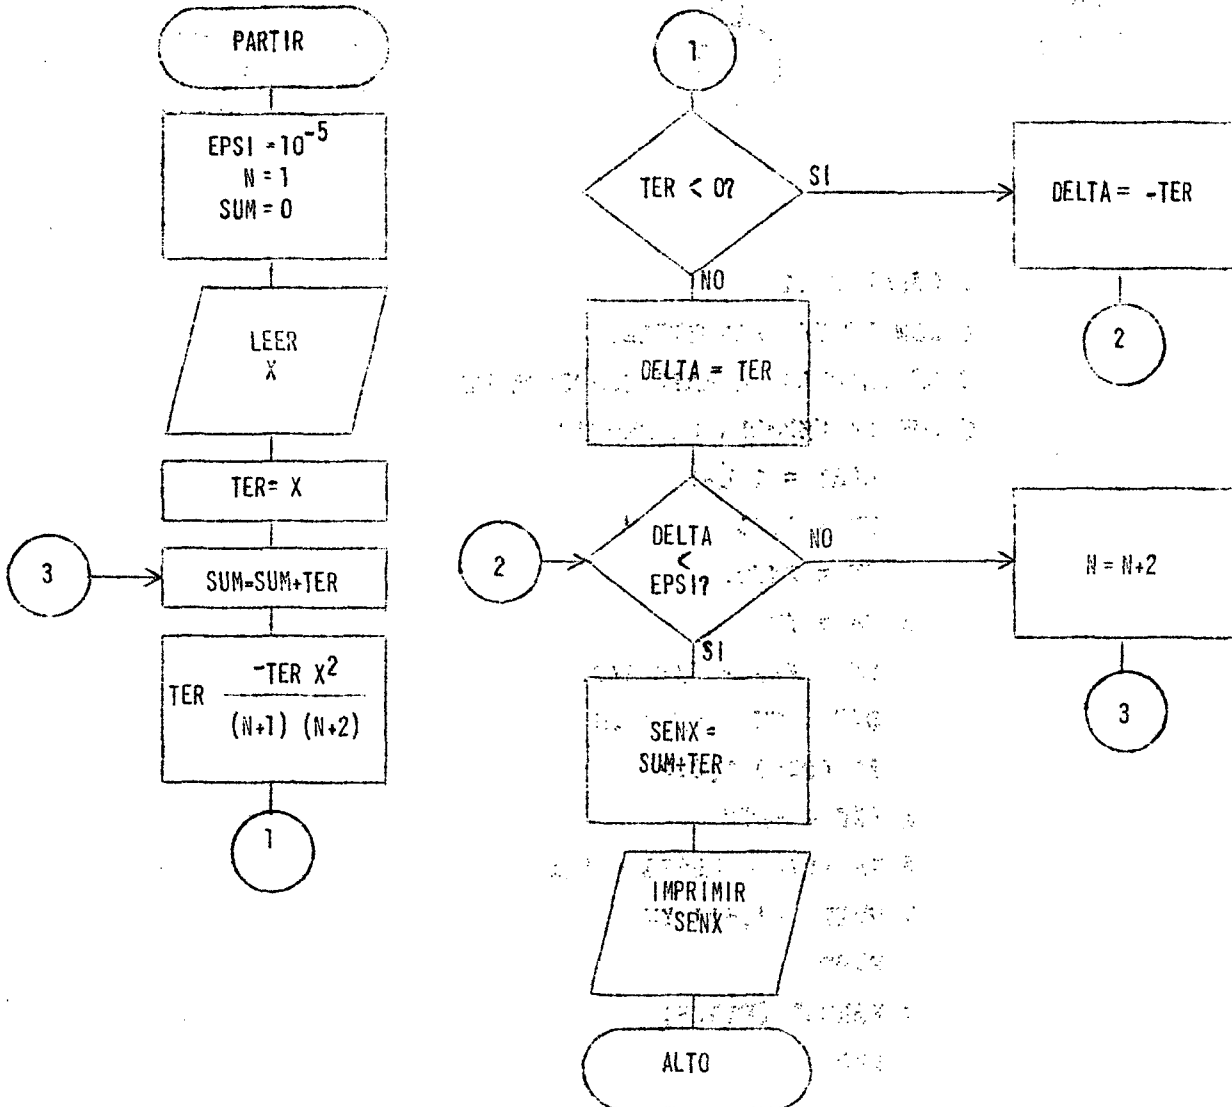 PARTIR
EPSI = 10⁻⁵
N = 1
SUM = 0
LEER
X
TER= X
3
SUM=SUM+TER
TER -TER X²
(N+1) (N+2)
1
1
TER < 0?
SI
DELTA = -TER
2
NO
DELTA = TER
2
DELTA
<
EPSI?
NO
N = N+2
3
SI
SENX =
SUM+TER
IMPRIMIR
SENX
ALTO